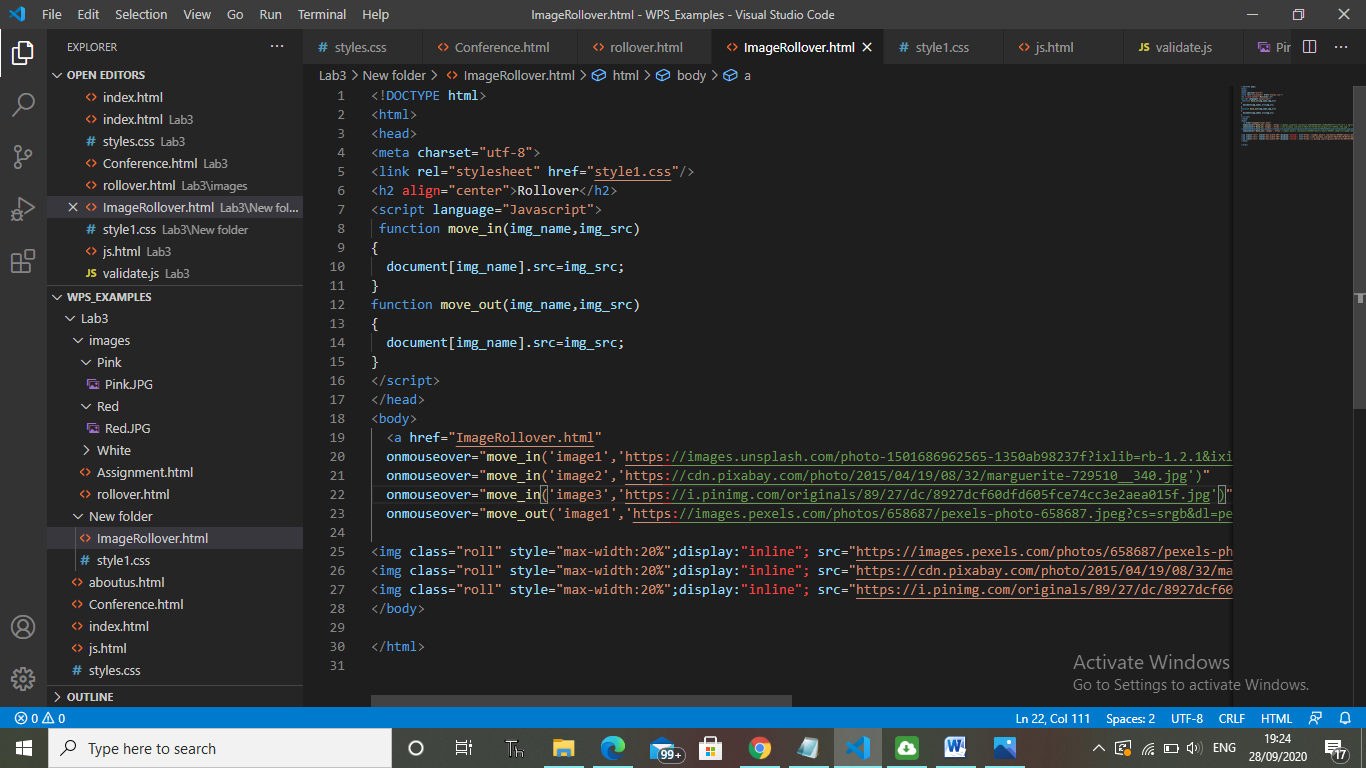 File Edit Selection View Go Run Terminal Help ImageRollover.html - WPS_Examples - Visual Studio Code
EXPLORER
styles.css Conference.html rollover.html ImageRollover.html style1.css js.html validate.js Pir
OPEN EDITORS
index.html
index.html Lab3
styles.css Lab3
Conference.html Lab3
rollover.html Lab3\images
ImageRollover.html Lab3\New fol...
style1.css Lab3\New folder
js.html Lab3
JS validate.js Lab3
WPS_EXAMPLES
Lab3
images
Pink
Pink.JPG
Red
Red.JPG
White
Assignment.html
rollover.html
New folder
ImageRollover.html
style1.css
aboutus.html
Conference.html
index.html
js.html
styles.css
OUTLINE
Lab3 > New folder > ImageRollover.html > html > body > a
1 <!DOCTYPE html>
2 <html>
3 <head>
4 <meta charset="utf-8">
5 <link rel="stylesheet" href="style1.css"/>
6 <h2 align="center">Rollover</h2>
7 <script language="Javascript">
8 function move_in(img_name,img_src)
9 {
10 document[img_name].src=img_src;
11 }
12 function move_out(img_name,img_src)
13 {
14 document[img_name].src=img_src;
15 }
16 </script>
17 </head>
18 <body>
19 <a href="ImageRollover.html"
20 onmouseover="move_in('image1','https://images.unsplash.com/photo-1501686962565-1350ab98237f?ixlib=rb-1.2.1&ixi
21 onmouseover="move_in('image2','https://cdn.pixabay.com/photo/2015/04/19/08/32/marguerite-729510__340.jpg')"
22 onmouseover="move_in('image3','https://i.pinimg.com/originals/89/27/dc/8927dcf60dfd605fce74cc3e2aea015f.jpg')"
23 onmouseover="move_out('image1','https://images.pexels.com/photos/658687/pexels-photo-658687.jpeg?cs=srgb&dl=pe
24
25 <img class="roll" style="max-width:20%";display:"inline"; src="https://images.pexels.com/photos/658687/pexels-ph
26 <img class="roll" style="max-width:20%";display:"inline"; src="https://cdn.pixabay.com/photo/2015/04/19/08/32/ma
27 <img class="roll" style="max-width:20%";display:"inline"; src="https://i.pinimg.com/originals/89/27/dc/8927dcf60
28 </body>
29
30 </html>
31
Activate Windows
Go to Settings to activate Windows.
0 0 Ln 22, Col 111 Spaces: 2 UTF-8 CRLF HTML
Type here to search 99+ ENG 19:24
28/09/2020 17